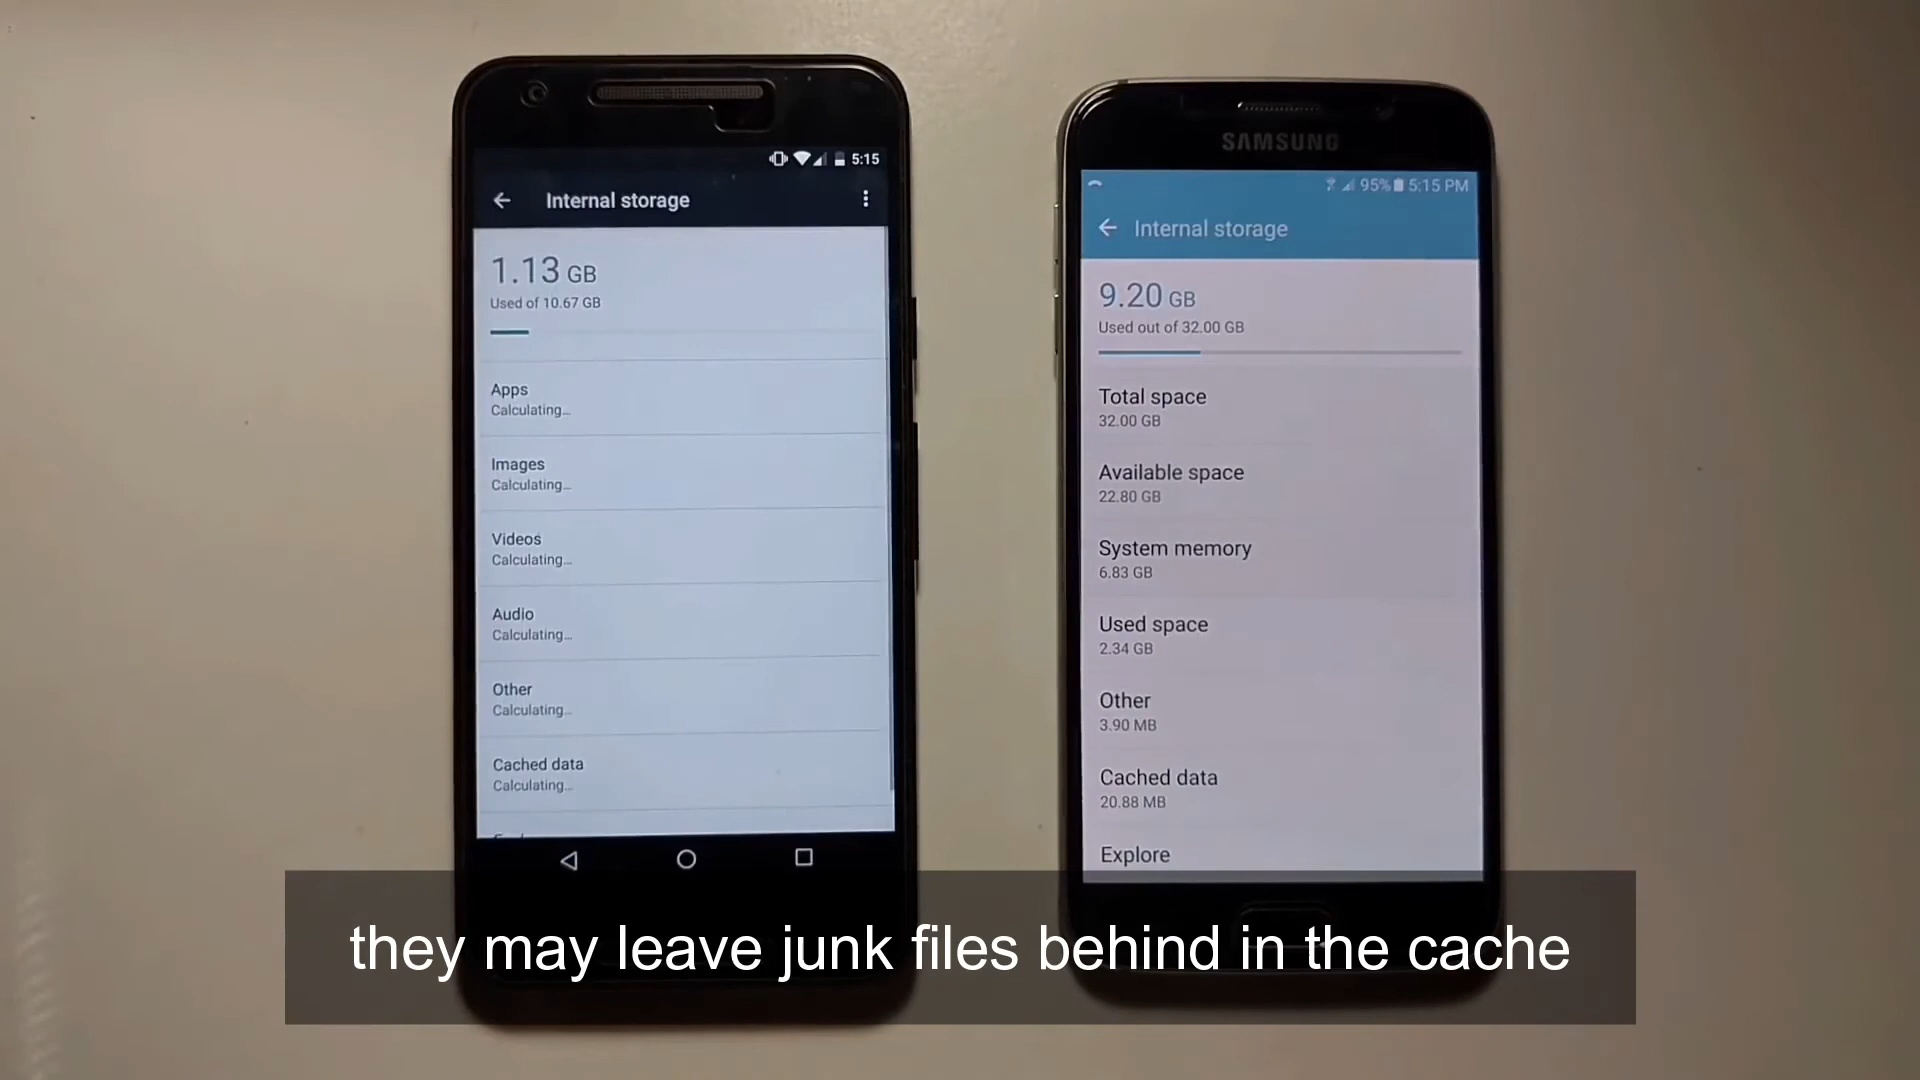 5:15
Internal storage
1.13 GB
Used of 10.67 GB
Apps
Calculating...
Images
Calculating...
Videos
Calculating...
Audio
Calculating...
Other
Calculating...
Cached data
Calculating...
SAMSUNG
95% 5:15 PM
Internal storage
9.20 GB
Used out of 32.00 GB
Total space
32.00 GB
Available space
22.80 GB
System memory
6.83 GB
Used space
2.34 GB
Other
3.90 MB
Cached data
20.88 MB
Explore
they may leave junk files behind in the cache